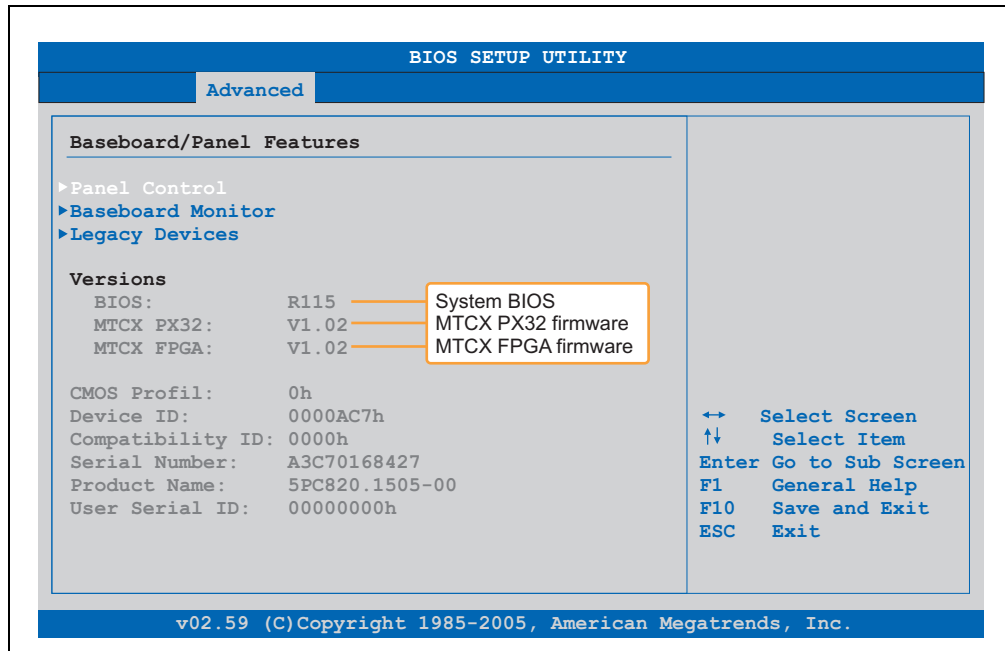 BIOS SETUP UTILITY
Advanced
Baseboard/Panel Features
▶Panel Control
▶Baseboard Monitor
▶Legacy Devices
Versions
BIOS: R115 System BIOS
MTCX PX32: V1.02 MTCX PX32 firmware
MTCX FPGA: V1.02 MTCX FPGA firmware
CMOS Profil: 0h
Device ID: 0000AC7h
Compatibility ID: 0000h
Serial Number: A3C70168427
Product Name: 5PC820.1505-00
User Serial ID: 00000000h
↔ Select Screen
↑↓ Select Item
Enter Go to Sub Screen
F1 General Help
F10 Save and Exit
ESC Exit
v02.59 (C)Copyright 1985-2005, American Megatrends, Inc.